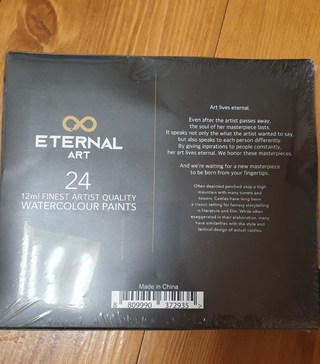 ETERNAL
ART
24
12ml FINEST ARTIST QUALITY
WATERCOLOUR PAINTS
Art lives eternal.
Even after the artist passes away,
the soul of her masterpiece lasts.
It speaks not only the what the artist wanted to say,
but also speaks to each person differently.
By giving inpirations to people constantly,
her art lives eternal. We honor these masterpieces.
And we're waiting for a new masterpiece
to be born from your fingertips.
Often depicted perched atop a high
mountain with many turrets and
towers, Castles have long been
a classic setting for fantasy storytelling
in literature and film. While often
exaggerated in their elaboration, many
have similarities with the style and
tactical design of actual castles.
Made in China
8 809990 372935 >